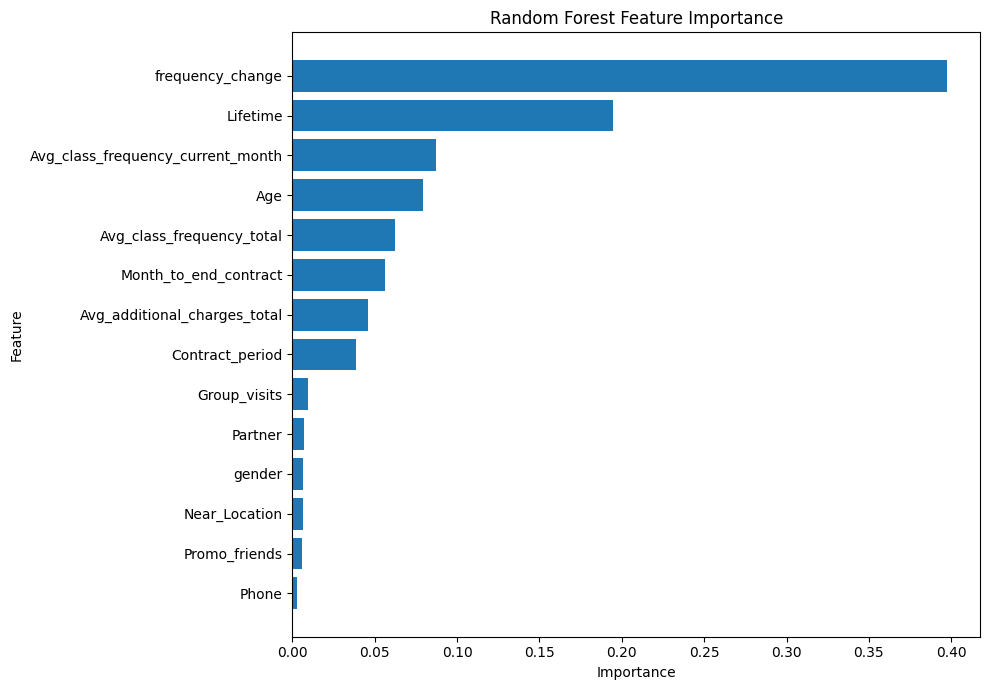 Random Forest Feature Importance
frequency_change
Lifetime
Avg_class_frequency_current_month
Age
Avg_class_frequency_total
Month_to_end_contract
Avg_additional_charges_total
Contract_period
Group_visits
Partner
gender
Near_Location
Promo_friends
Phone
Feature
0.00 0.05 0.10 0.15 0.20 0.25 0.30 0.35 0.40
Importance